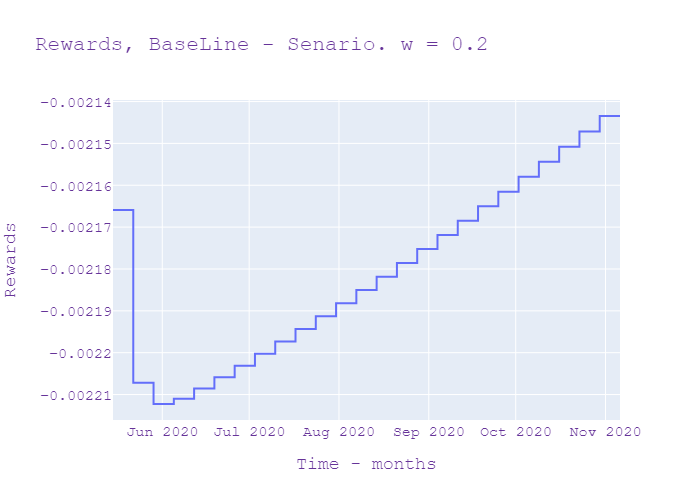 Rewards, BaseLine - Senario. w = 0.2
-0.00214
-0.00215
-0.00216
-0.00217
-0.00218
-0.00219
-0.0022
-0.00221
Rewards
Jun 2020 Jul 2020 Aug 2020 Sep 2020 Oct 2020 Nov 2020
Time - months